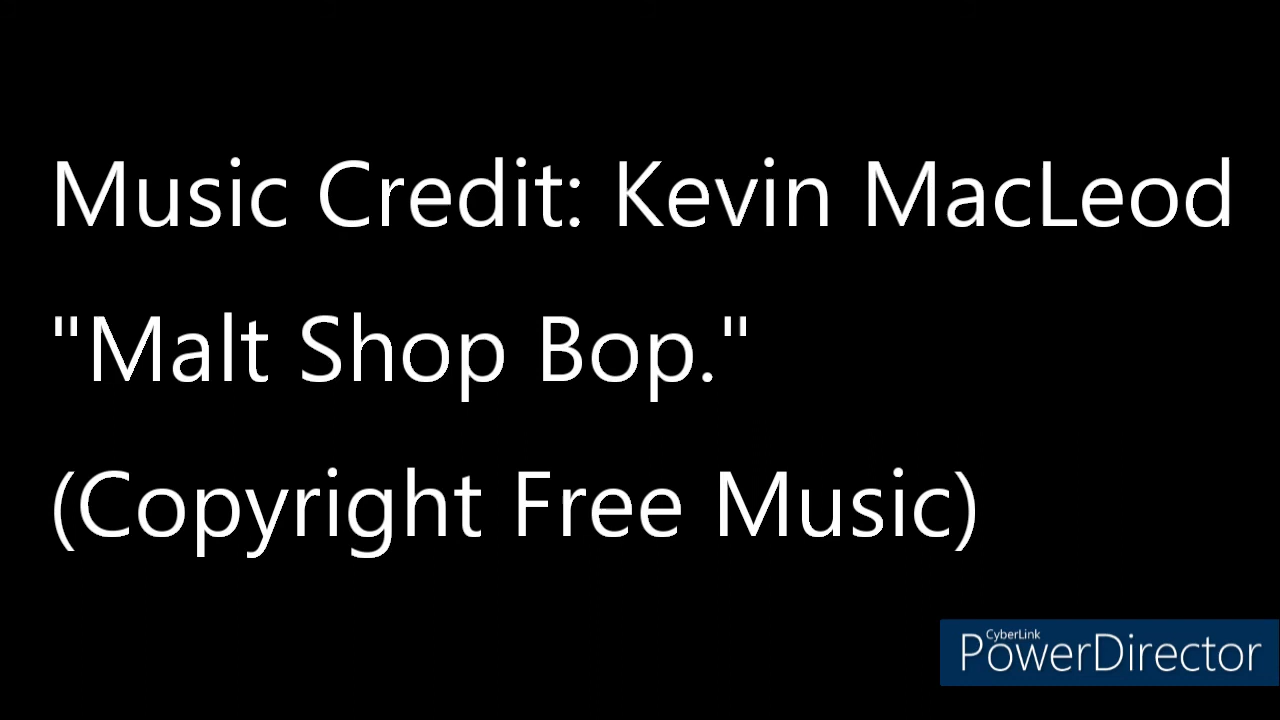 Music Credit: Kevin MacLeod
"Malt Shop Bop."
(Copyright Free Music)
CyberLink
PowerDirector